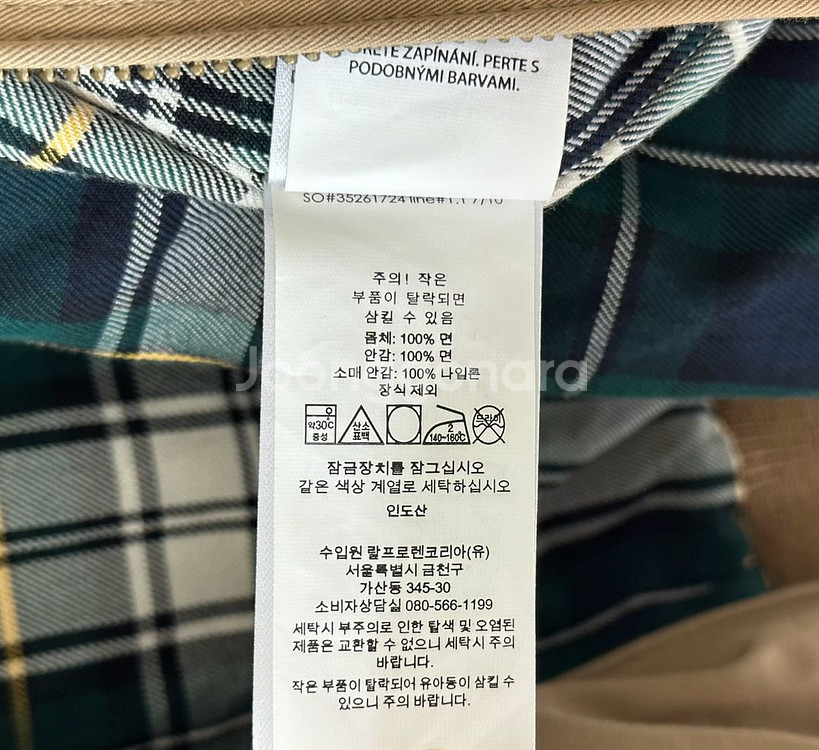 ZAPÍNÁNÍ. PERTE S
PODOBNÝMI BARVAMI.
SO#35261724 line#1.1 7/10
주의! 작은
부품이 탈락되면
삼킬 수 있음
몸체: 100% 면
안감: 100% 면
소매 안감: 100% 나일론
장식 제외
약30℃
중성
산소
표백
2
140~160℃
드라이
잠금장치를 잠그십시오
같은 색상 계열로 세탁하십시오
인도산
수입원 랄프로렌코리아(유)
서울특별시 금천구
가산동 345-30
소비자상담실 080-566-1199
세탁시 부주의로 인한 탈색 및 오염된
제품은 교환할 수 없으니 세탁시 주의
바랍니다.
작은 부품이 탈락되어 유아동이 삼킬 수
있으니 주의 바랍니다.